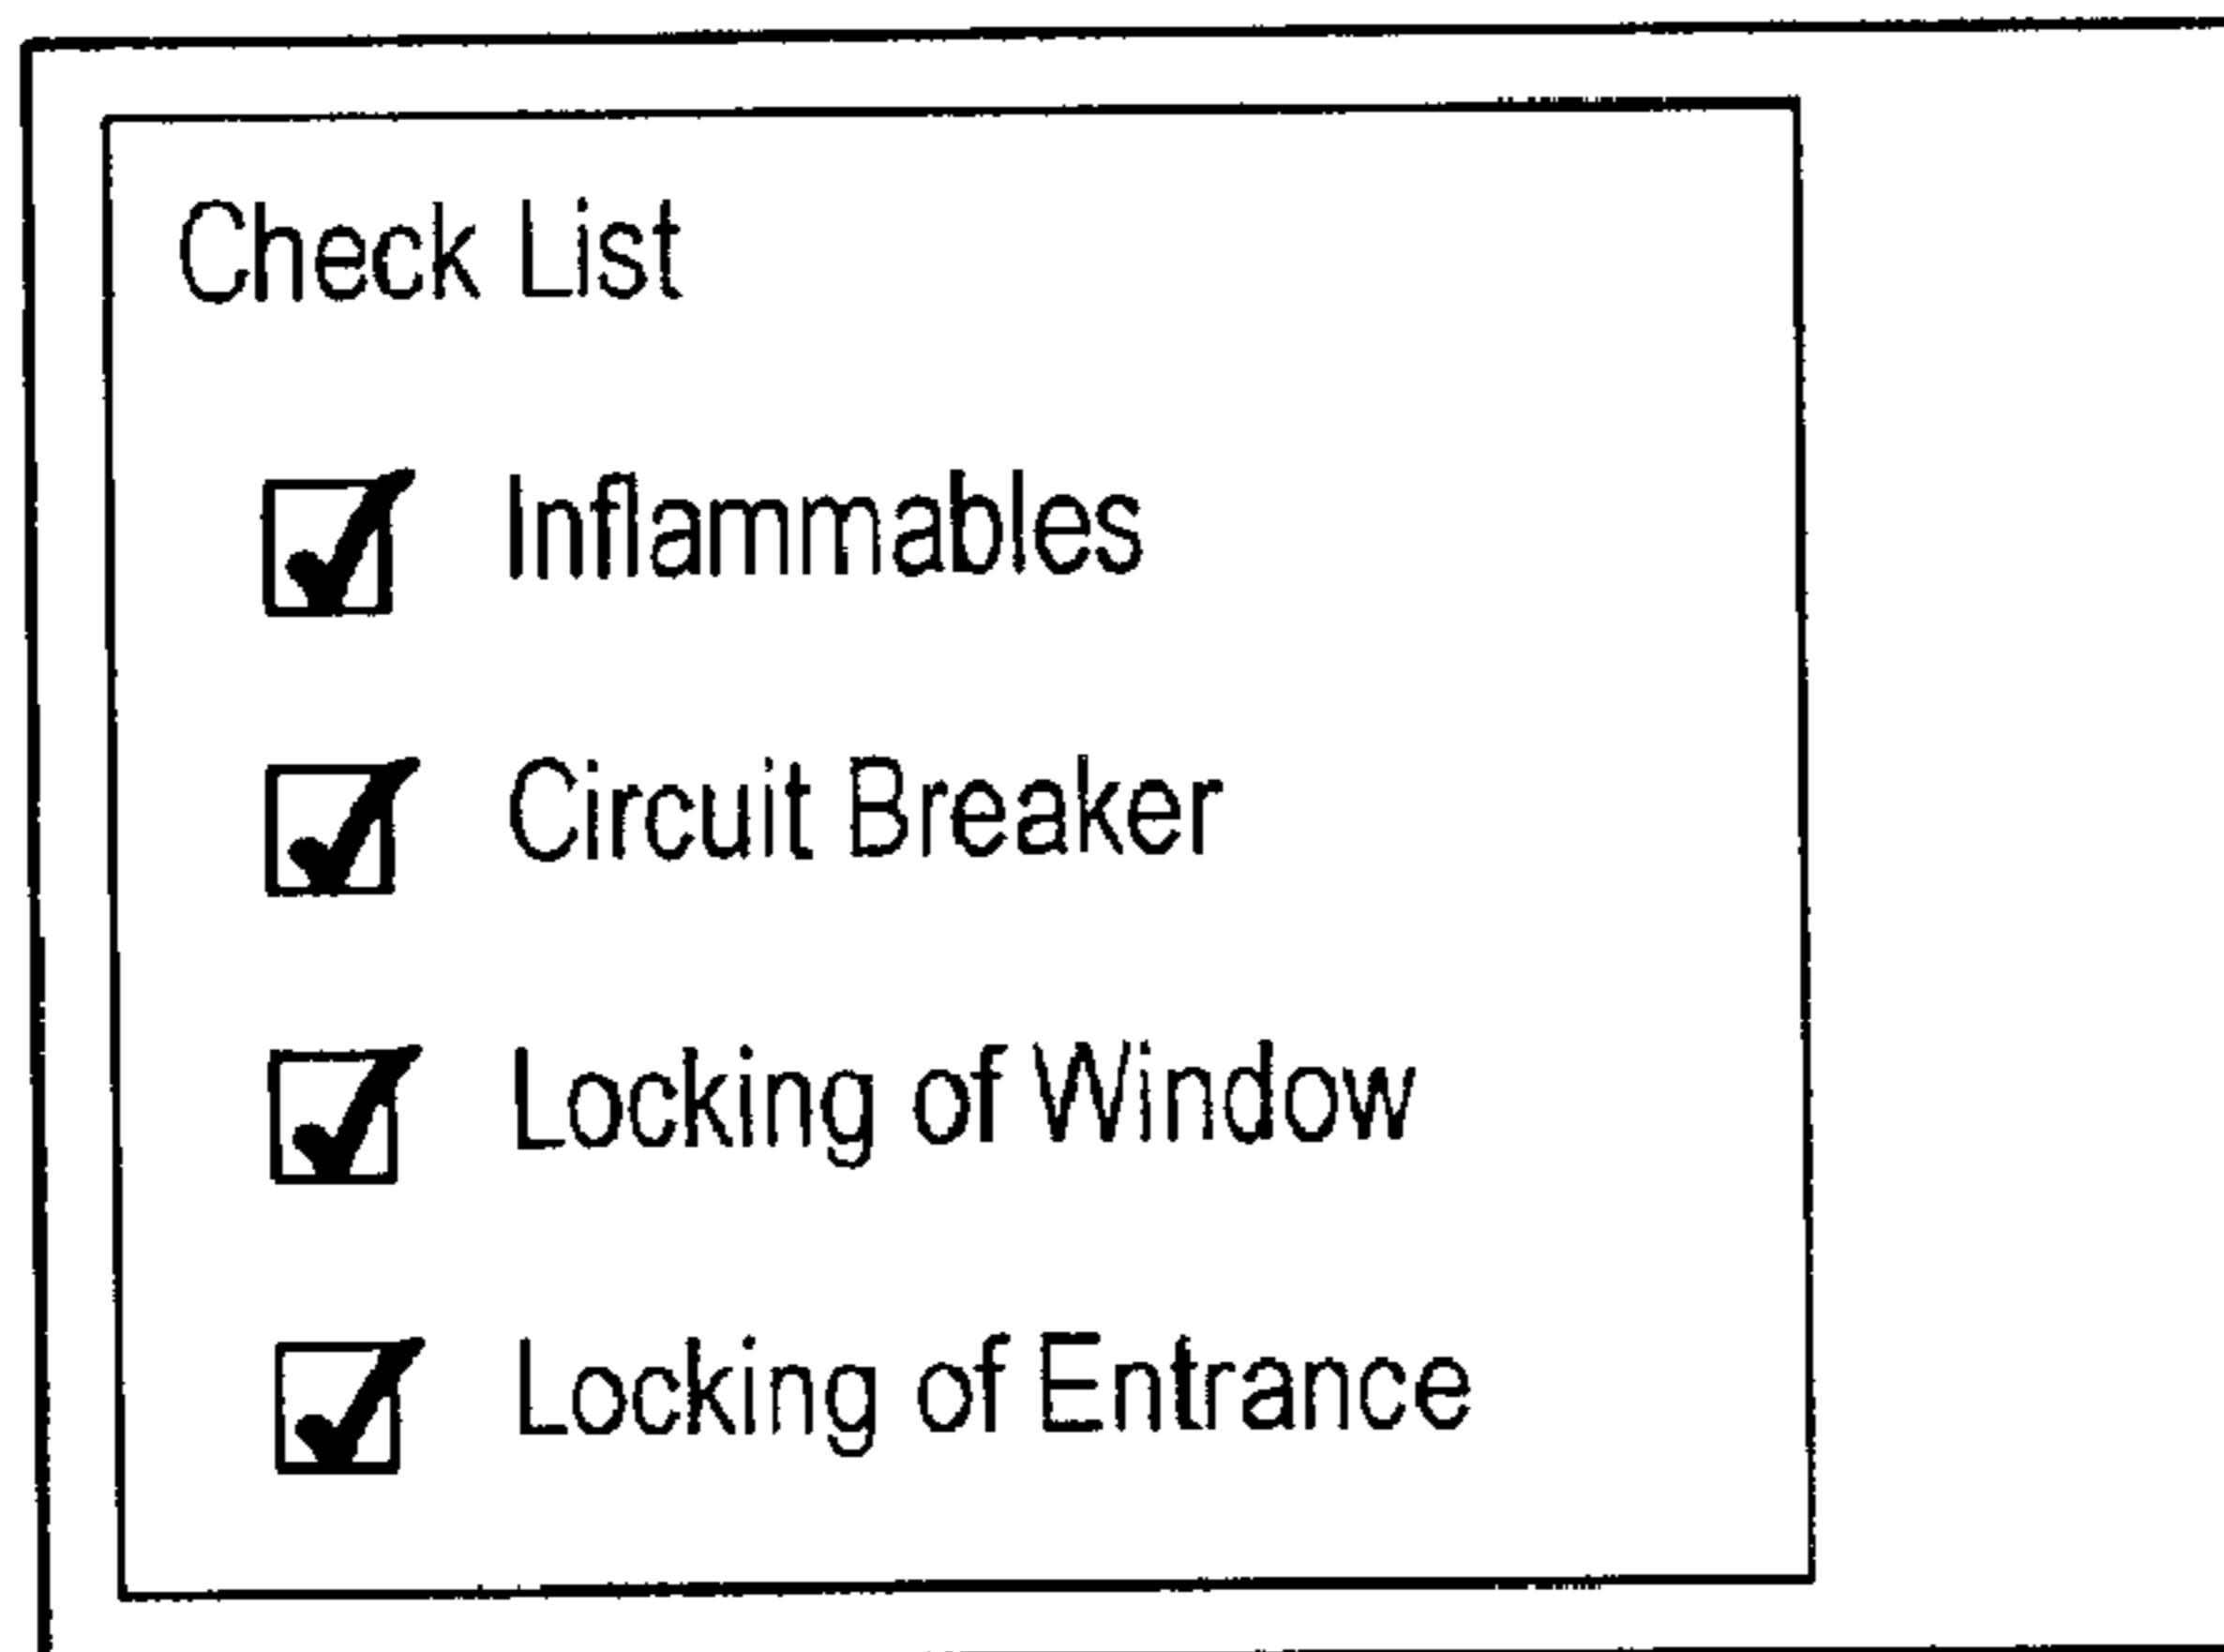 Check List
Inflammables
Circuit Breaker
Locking of Window
Locking of Entrance